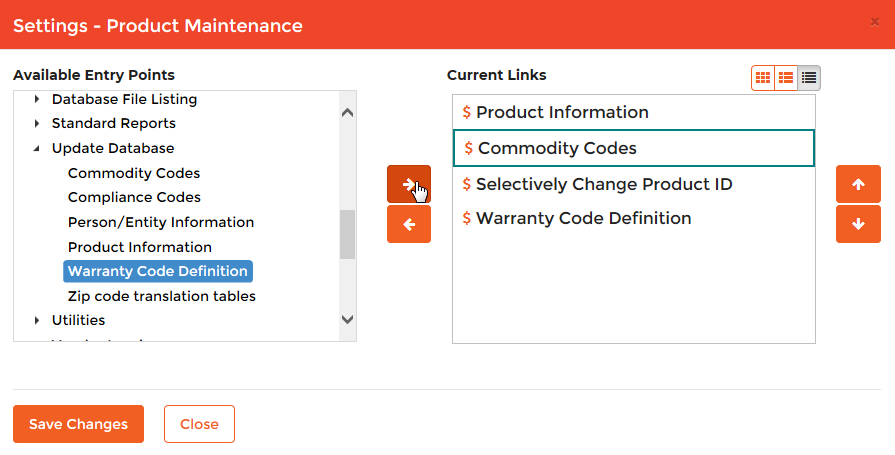 Settings - Product Maintenance
Available Entry Points
Database File Listing
Standard Reports
Update Database
Commodity Codes
Compliance Codes
Person/Entity Information
Product Information
Warranty Code Definition
Zip code translation tables
Utilities
Current Links
$ Product Information
$ Commodity Codes
$ Selectively Change Product ID
$ Warranty Code Definition
Save Changes
Close